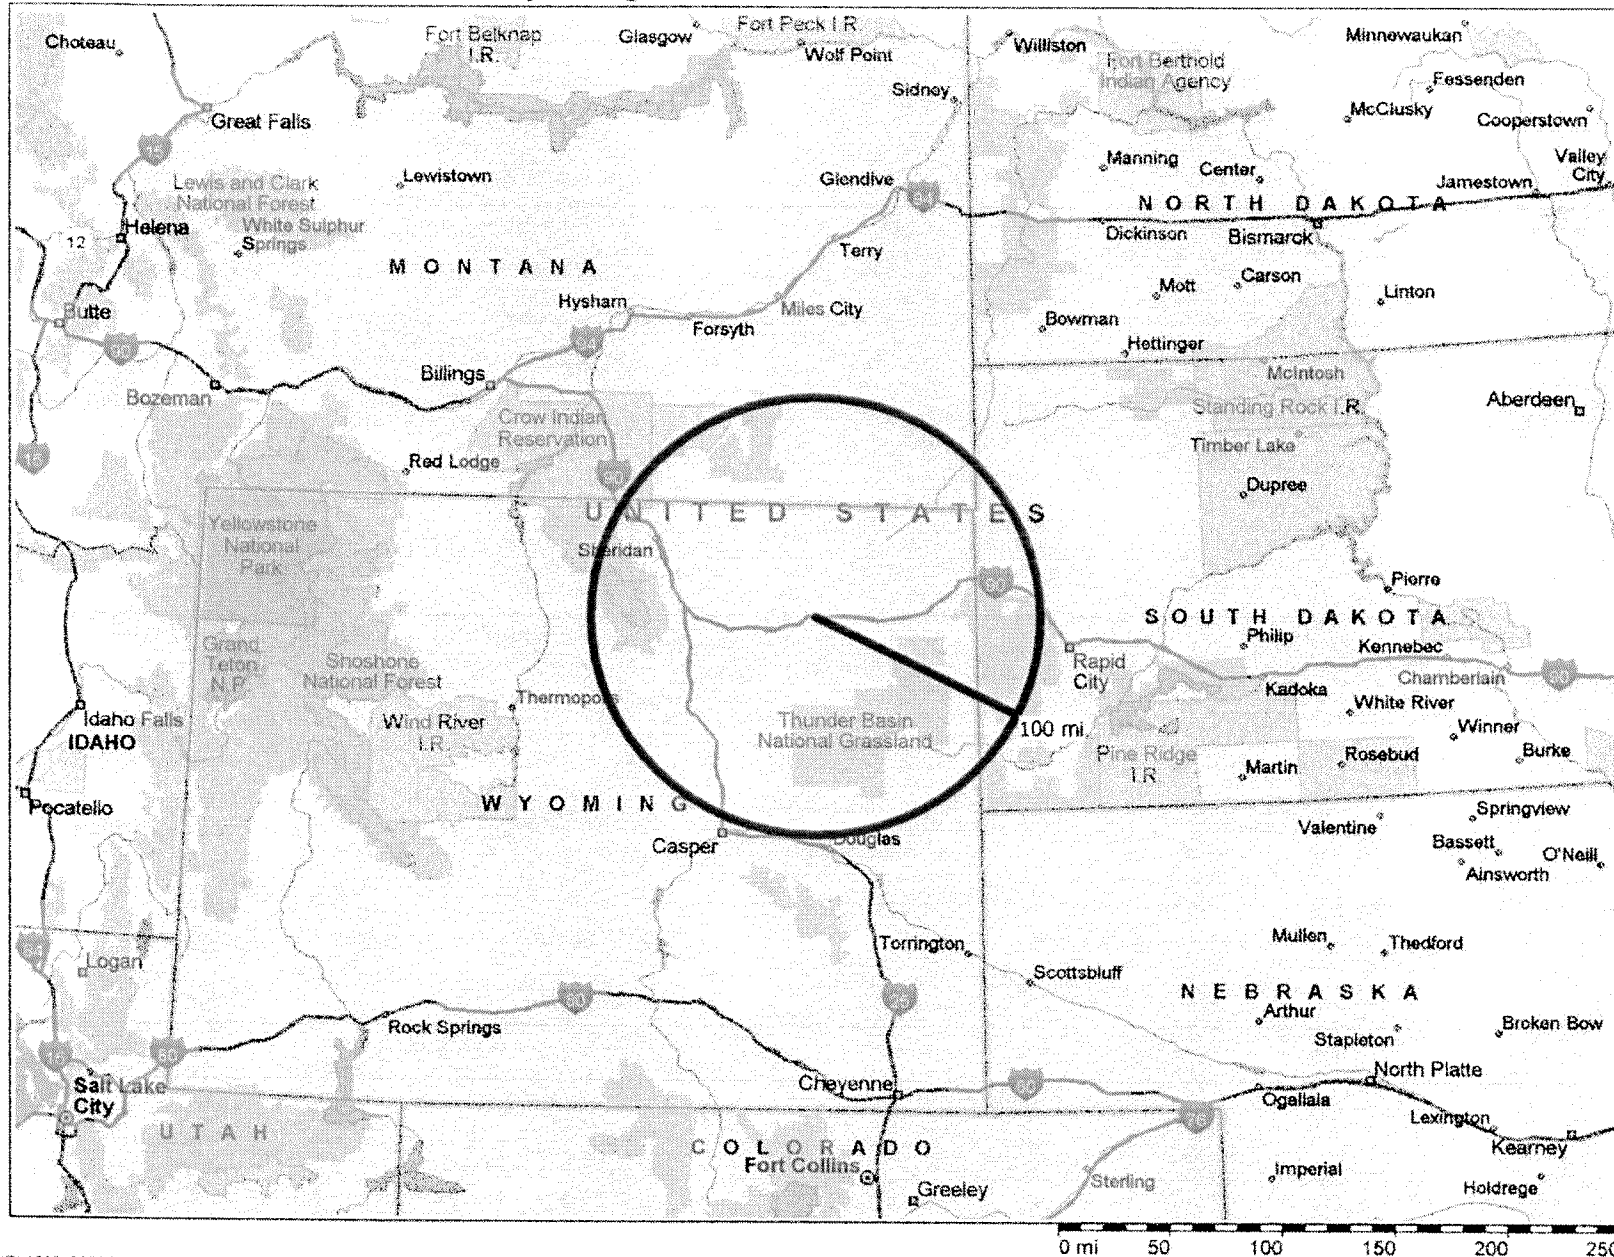 Choteau
Fort Belknap
I.R.
Glasgow
Fort Peck I.R.
Wolf Point
Williston
Minnewaukan
Fort Berthold
Indian Agency
Fessenden
Sidney
McClusky
Cooperstown
Great Falls
Lewis and Clark
National Forest
Lewistown
Glendive
Manning
Center
Valley
City
Jamestown
NORTH DAKOTA
Helena
12
White Sulphur
Springs
Dickinson
Bismarck
Terry
MONTANA
Mott
Carson
Linton
Butte
Hysham
Miles City
Forsyth
Bowman
Hettinger
Billings
McIntosh
Bozeman
Crow Indian
Reservation
Standing Rock I.R.
Aberdeen
Timber Lake
Red Lodge
Dupree
15
90
UNITED STATES
Yellowstone
National
Park
Sheridan
Pierre
SOUTH DAKOTA
Philip
Kennebec
Grand
Teton
N.P.
Shoshone
National Forest
Rapid
City
Chamberlain
Kadoka
White River
Thermopolis
Idaho Falls
IDAHO
Wind River
I.R.
Thunder Basin
National Grassland
100 mi.
Winner
Pine Ridge
I.R.
Rosebud
Burke
Martin
WYOMING
Pocatello
Springview
Valentine
Casper
Douglas
Bassett
O'Neill
Ainsworth
Torrington
Mullen
Thedford
Logan
Scottsbluff
NEBRASKA
80
Arthur
Rock Springs
Stapleton
Broken Bow
Salt Lake
City
Cheyenne
80
North Platte
Ogallala
Lexington
UTAH
COLORADO
Kearney
Fort Collins
Sterling
Imperial
Greeley
Holdrege
0 mi 50 100 150 200 250